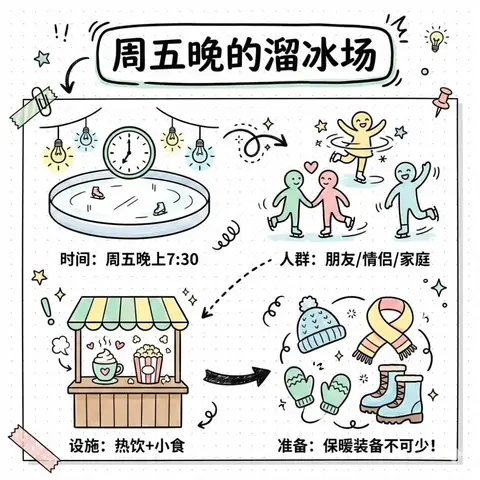 周五晚的溜冰场
时间：周五晚上7:30
人群：朋友/情侣/家庭
设施：热饮+小食
准备：保暖装备不可少！